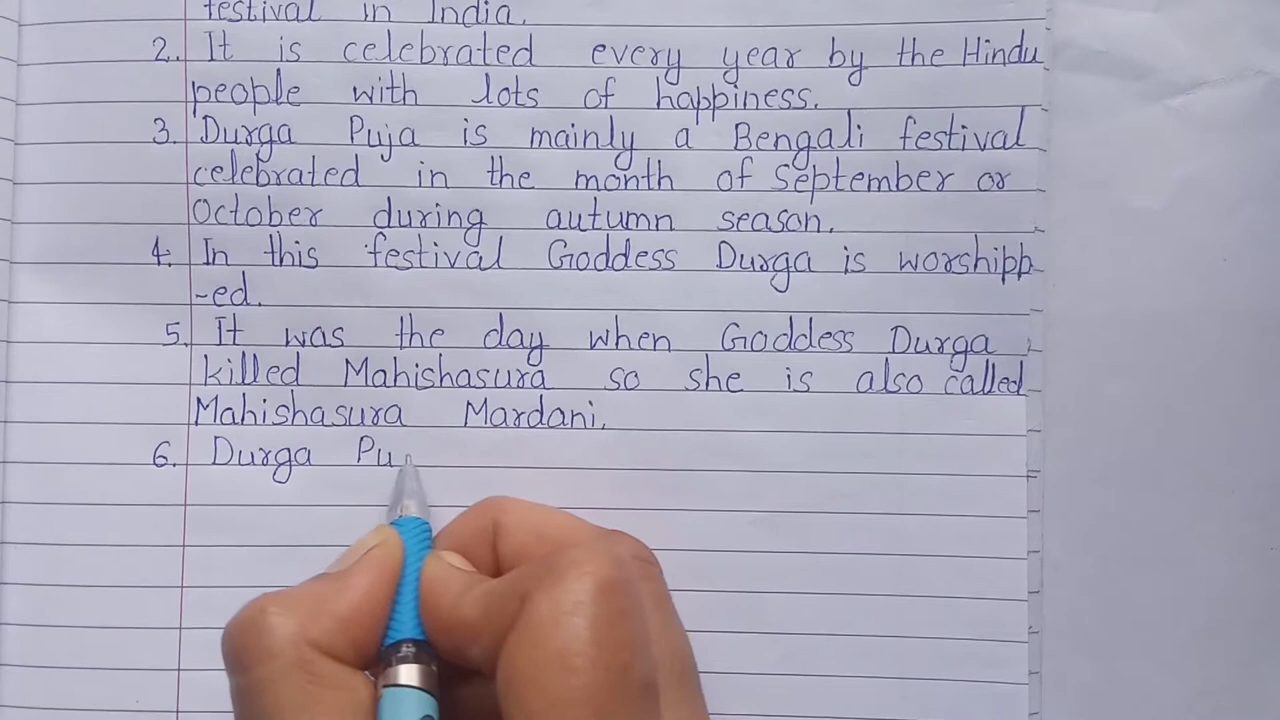 festival in India.
2. It is celebrated every year by the Hindu
people with lots of happiness.
3. Durga Puja is mainly a Bengali festival
celebrated in the month of September or
October during autumn season.
4. In this festival Goddess Durga is worshipp
-ed.
5. It was the day when Goddess Durga
killed Mahishasura so she is also called
Mahishasura Mardani.
6. Durga Pu